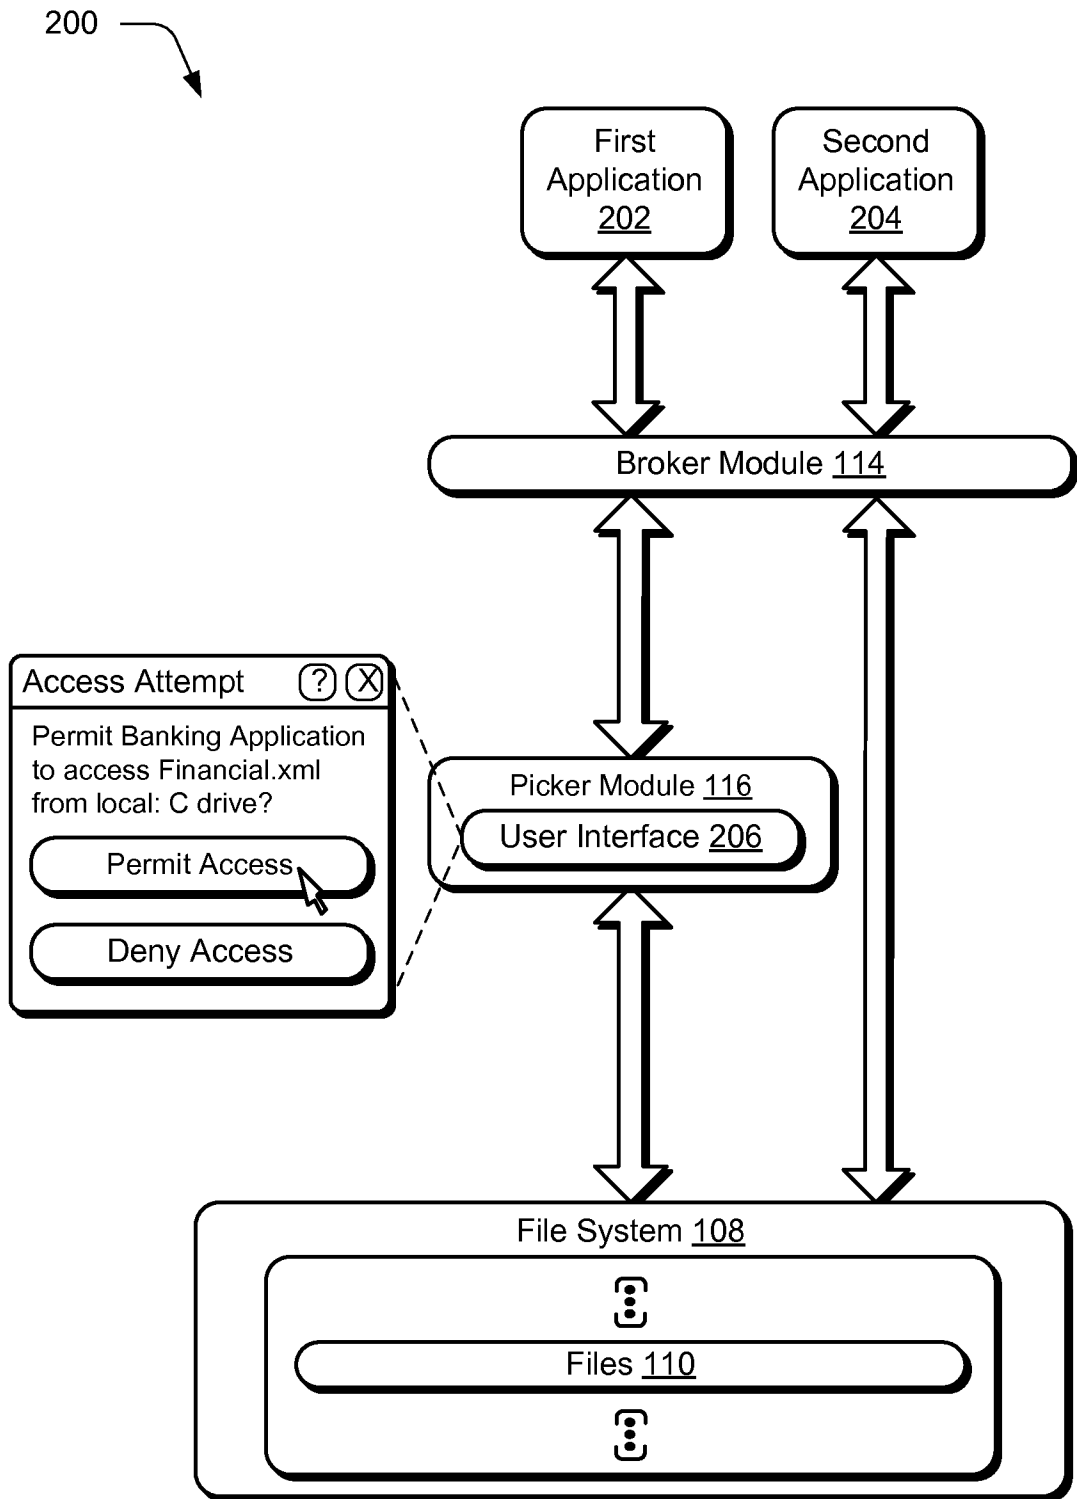 200
First
Application
202
Second
Application
204
Broker Module 114
Access Attempt ? X
Permit Banking Application
to access Financial.xml
from local: C drive?
Permit Access
Deny Access
Picker Module 116
User Interface 206
File System 108
Files 110